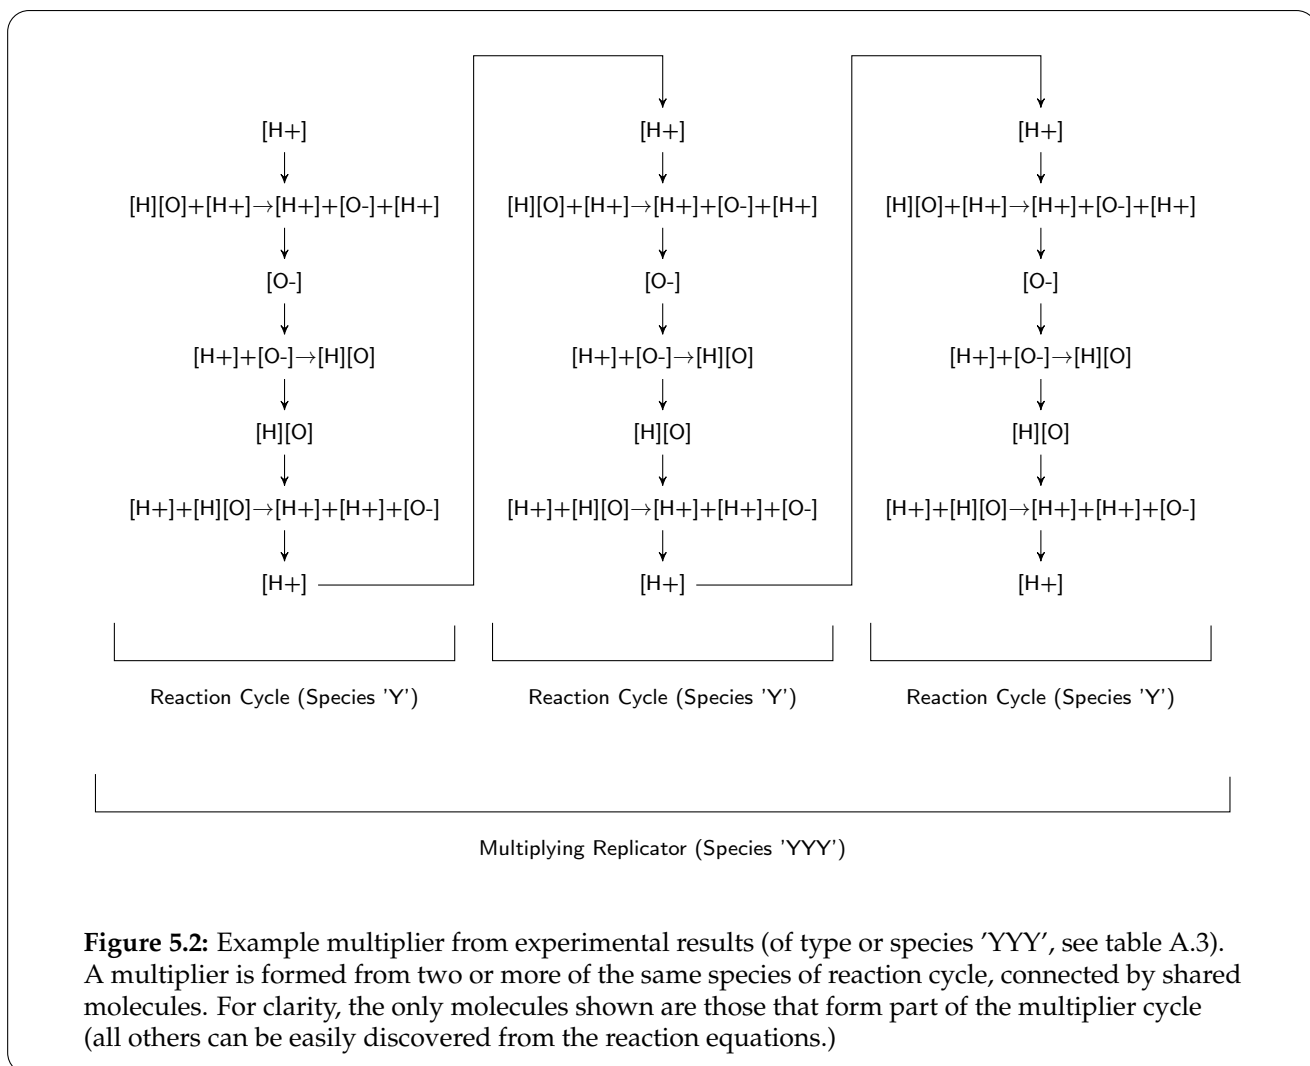 [H+]
[H][O]+[H+]→[H+]+[O-]+[H+]
[O-]
[H+]+[O-]→[H][O]
[H][O]
[H+]+[H][O]→[H+]+[H+]+[O-]
[H+]
Reaction Cycle (Species 'Y')
[H+]
[H][O]+[H+]→[H+]+[O-]+[H+]
[O-]
[H+]+[O-]→[H][O]
[H][O]
[H+]+[H][O]→[H+]+[H+]+[O-]
[H+]
Reaction Cycle (Species 'Y')
[H+]
[H][O]+[H+]→[H+]+[O-]+[H+]
[O-]
[H+]+[O-]→[H][O]
[H][O]
[H+]+[H][O]→[H+]+[H+]+[O-]
[H+]
Reaction Cycle (Species 'Y')
Multiplying Replicator (Species 'YYY')
Figure 5.2: Example multiplier from experimental results (of type or species 'YYY', see table A.3).
A multiplier is formed from two or more of the same species of reaction cycle, connected by shared
molecules. For clarity, the only molecules shown are those that form part of the multiplier cycle
(all others can be easily discovered from the reaction equations.)